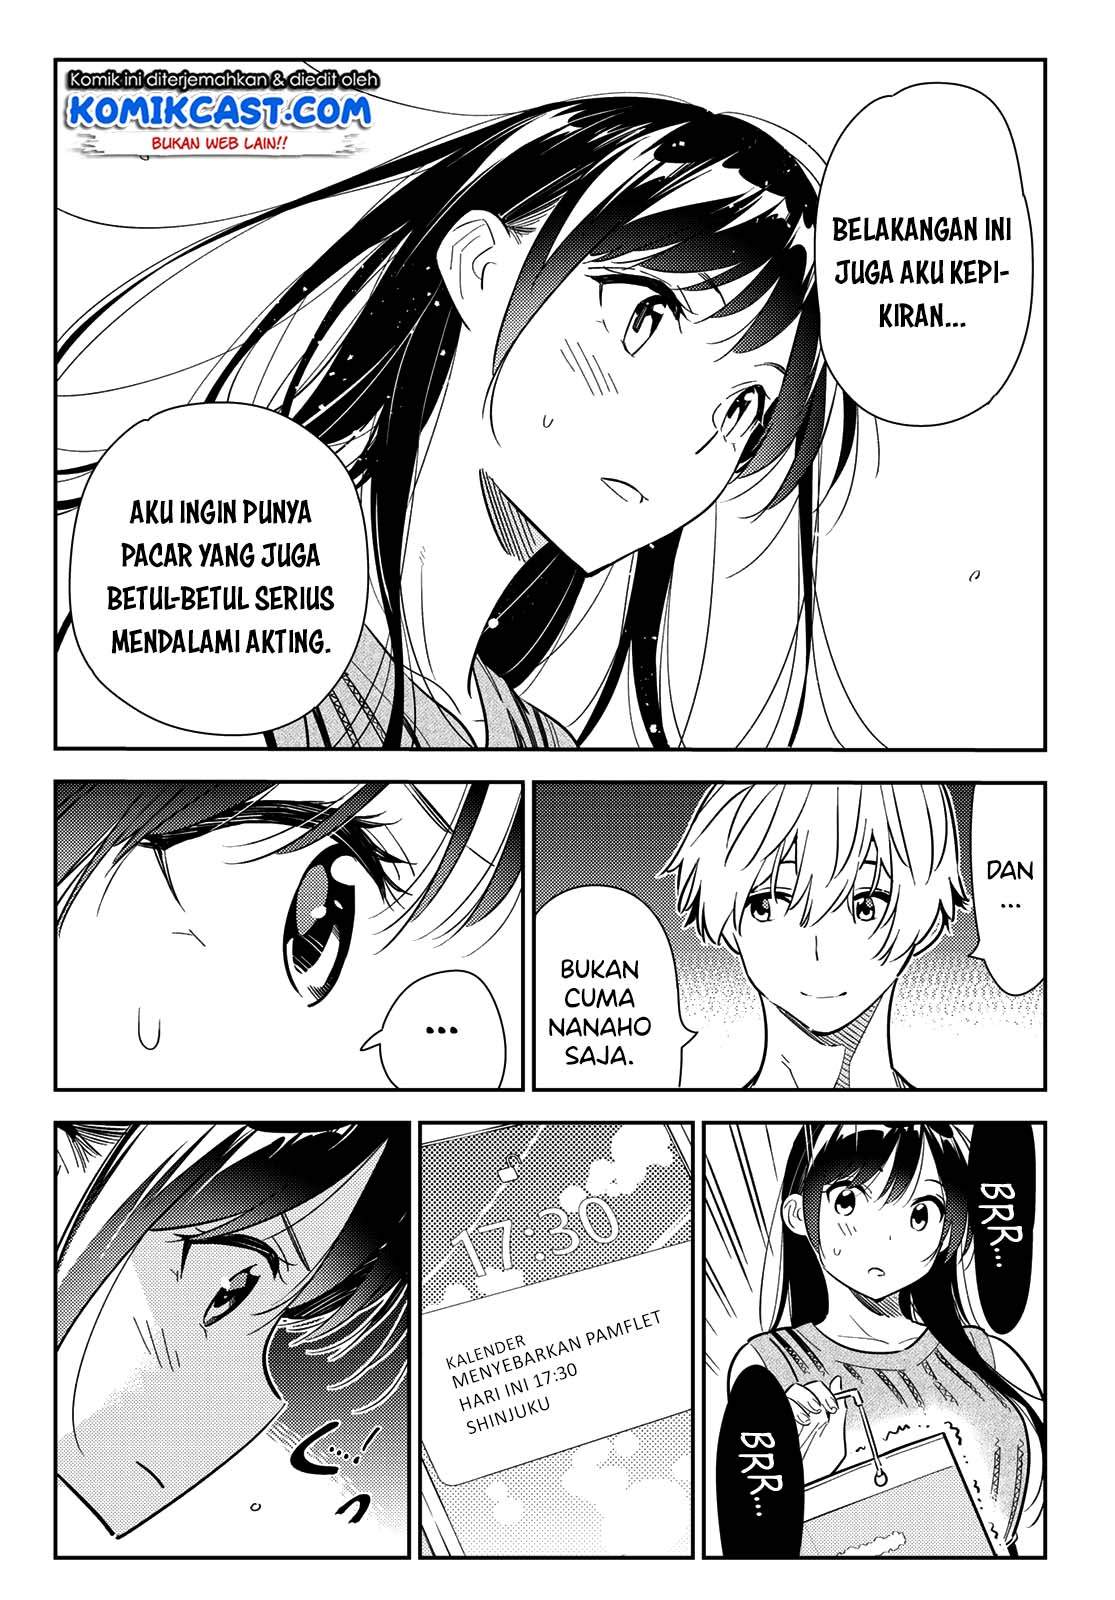 Komik ini diterjemahkan & diedit oleh
KOMIKCAST.COM
BUKAN WEB LAIN!!
BELAKANGAN INI
JUGA AKU KEPI-
KIRAN...
AKU INGIN PUNYA
PACAR YANG JUGA
BETUL-BETUL SERIUS
MENDALAMI AKTING.
DAN
...
BUKAN
CUMA
NANAHO
SAJA.
...
BRR...
BRR...
17:30
KALENDER
MENYEBARKAN PAMFLET
HARI INI 17:30
SHINJUKU